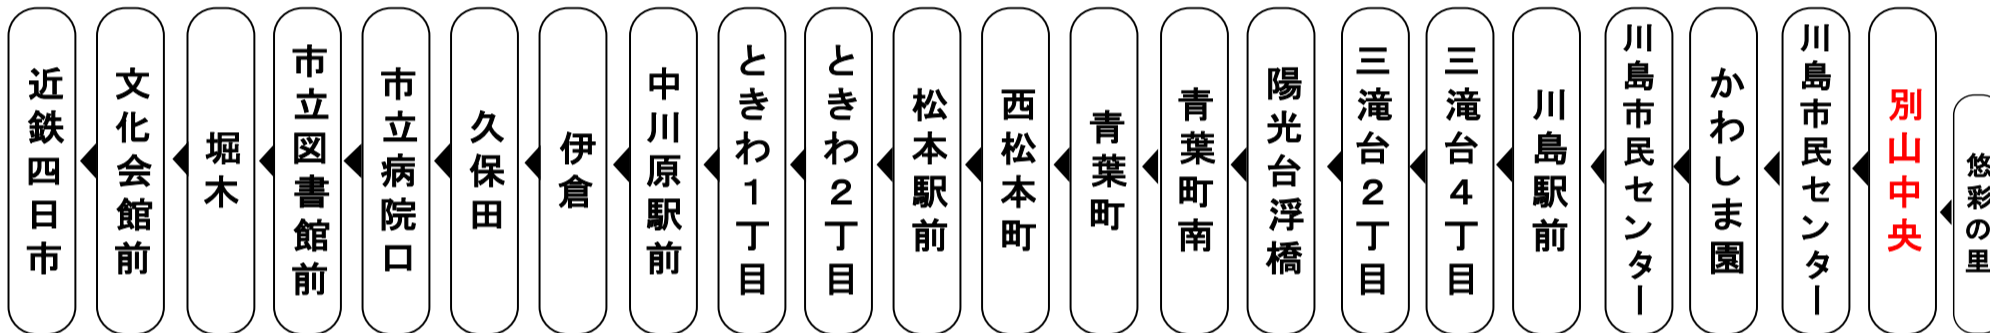 近鉄四日市
文化会館前
堀木
市立図書館前
市立病院口
久保田
伊倉
中川原駅前
ときわ1丁目
ときわ2丁目
松本駅前
西松本町
青葉町
青葉町南
陽光台浮橋
三滝台2丁目
三滝台4丁目
川島駅前
川島市民センター
かわしま園
川島市民センター
別山中央
悠彩の里